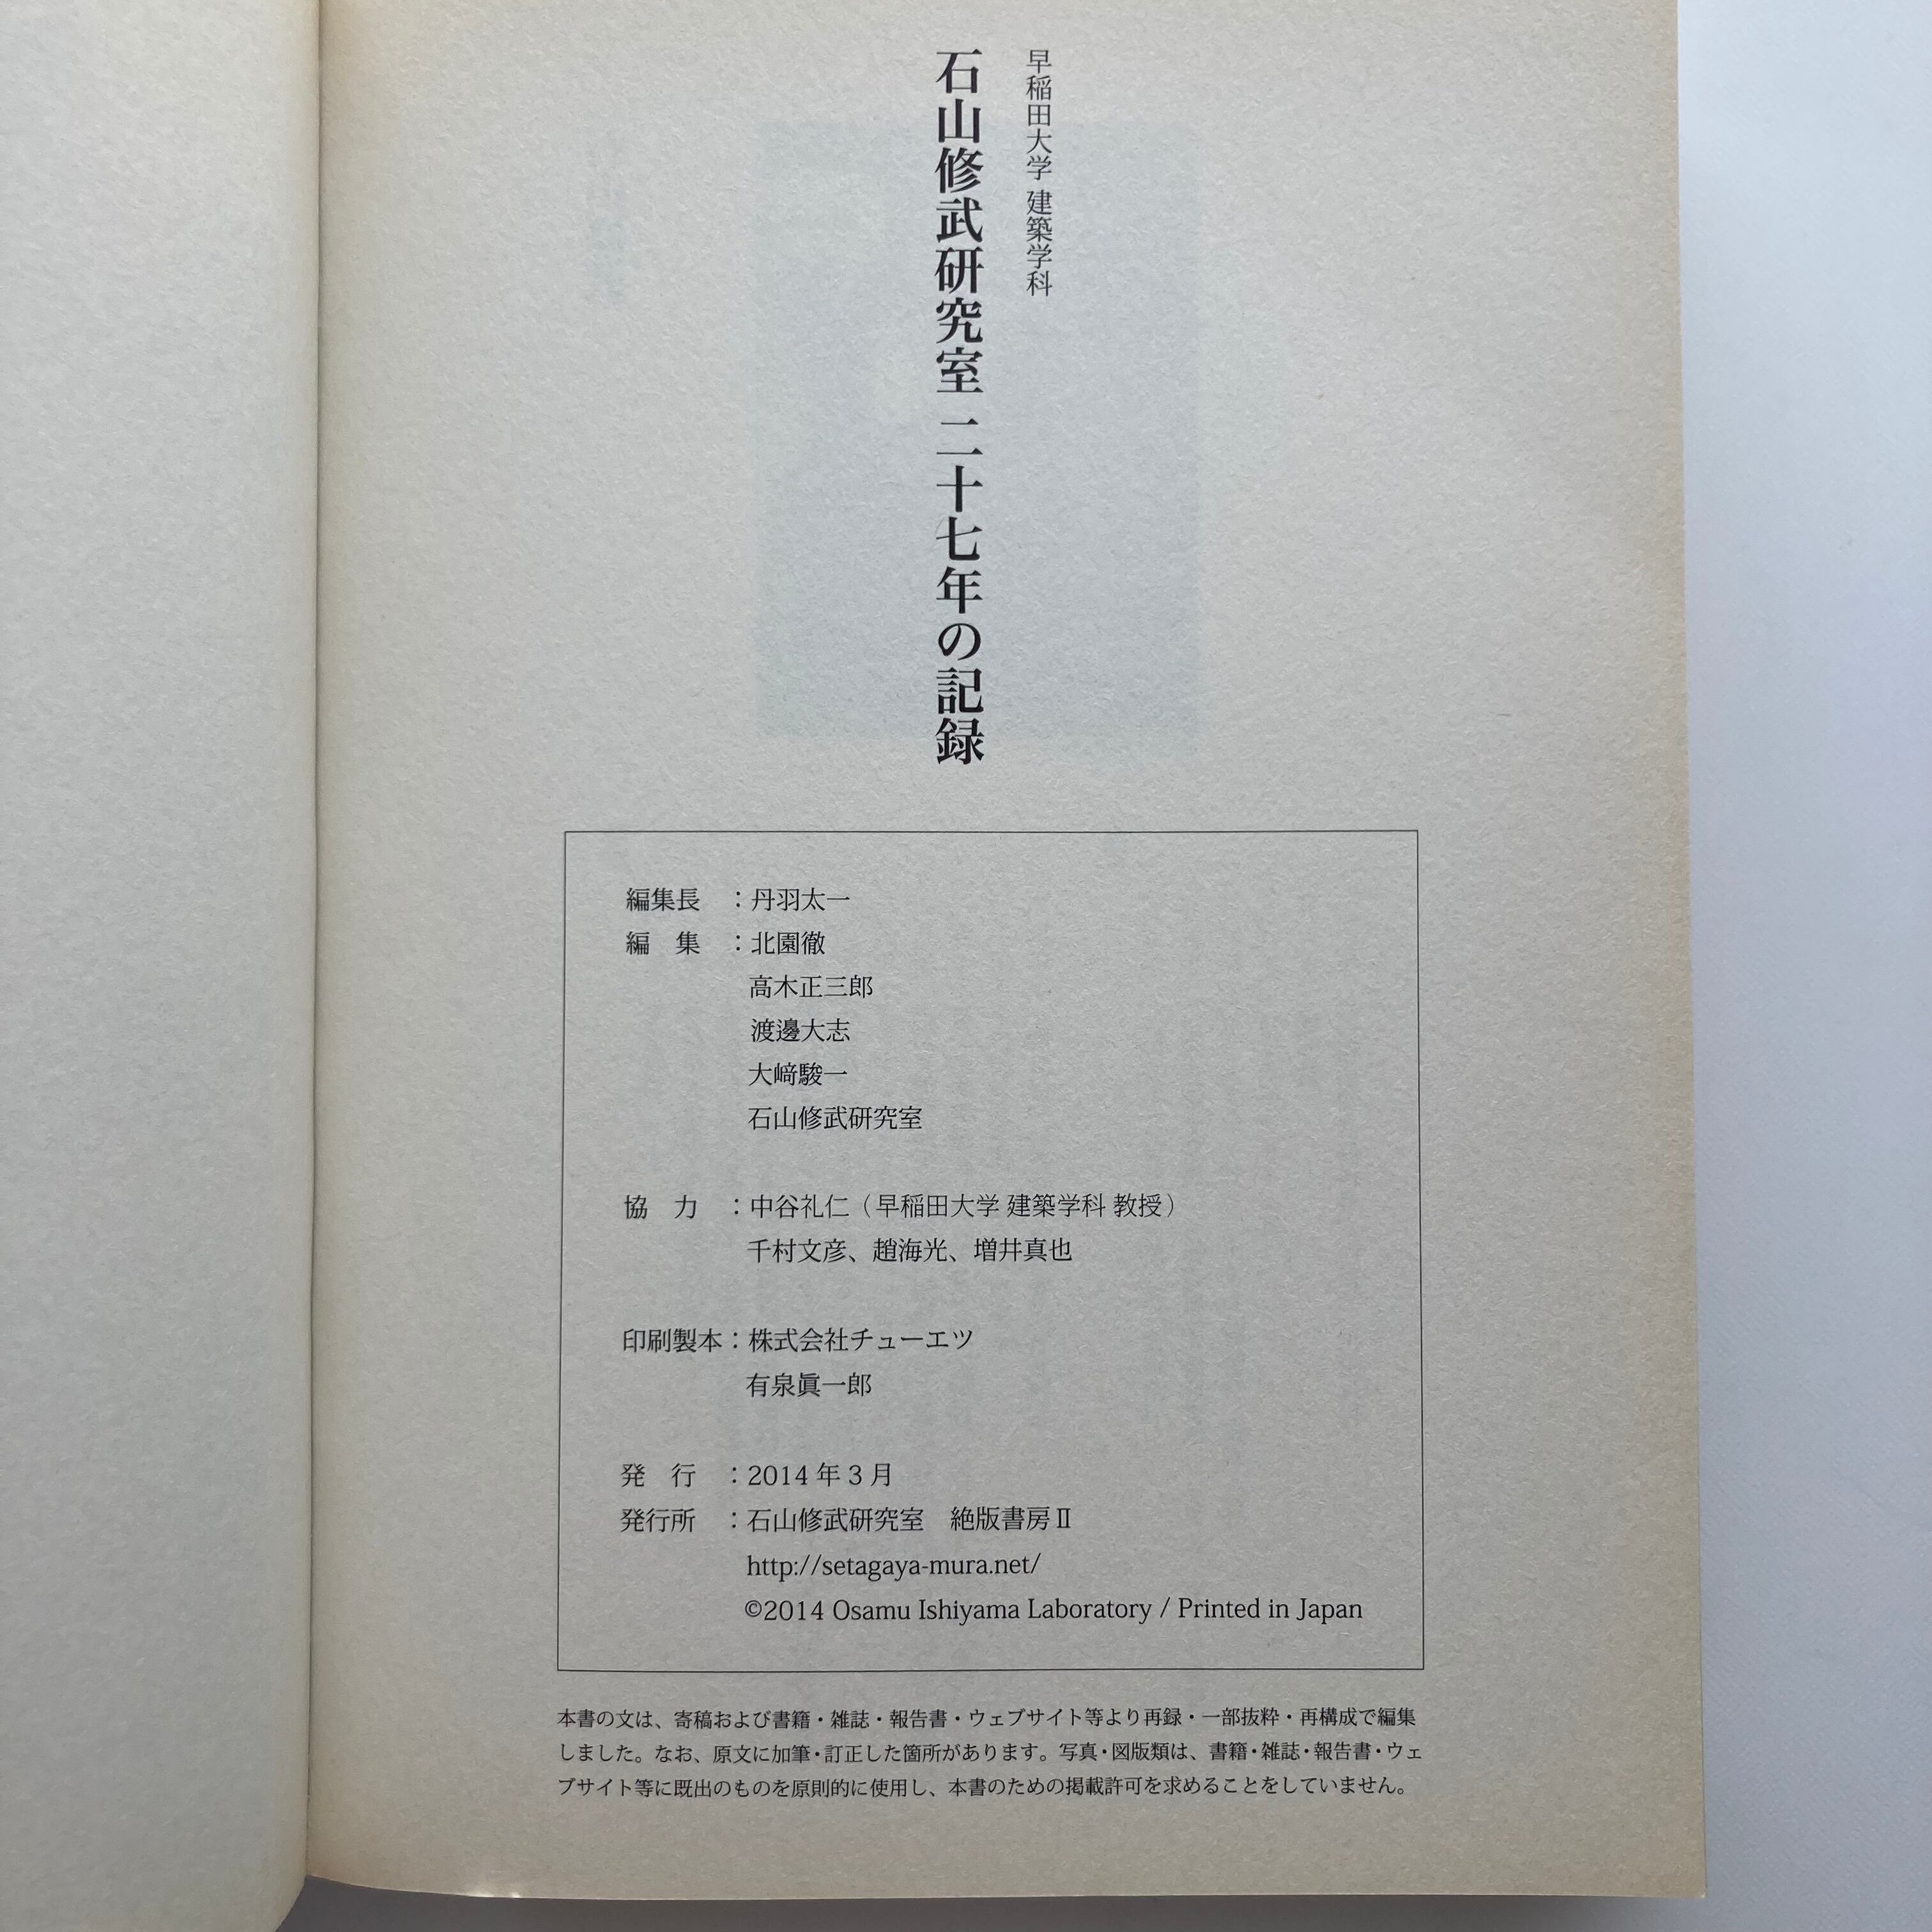 早稲田大学 建築学科
石山修武研究室 二十七年の記録
編集長　：丹羽太一
編　集　：北園徹
高木正三郎
渡邊大志
大﨑駿一
石山修武研究室
協　力　：中谷礼仁（早稲田大学 建築学科 教授）
千村文彦、趙海光、増井真也
印刷製本：株式会社チューエツ
有泉眞一郎
発　行　：2014 年 3 月
発行所　：石山修武研究室　絶版書房Ⅱ
http://setagaya-mura.net/
©2014 Osamu Ishiyama Laboratory / Printed in Japan
本書の文は、寄稿および書籍・雑誌・報告書・ウェブサイト等より再録・一部抜粋・再構成で編集
しました。なお、原文に加筆・訂正した箇所があります。写真・図版類は、書籍・雑誌・報告書・ウェ
ブサイト等に既出のものを原則的に使用し、本書のための掲載許可を求めることをしていません。